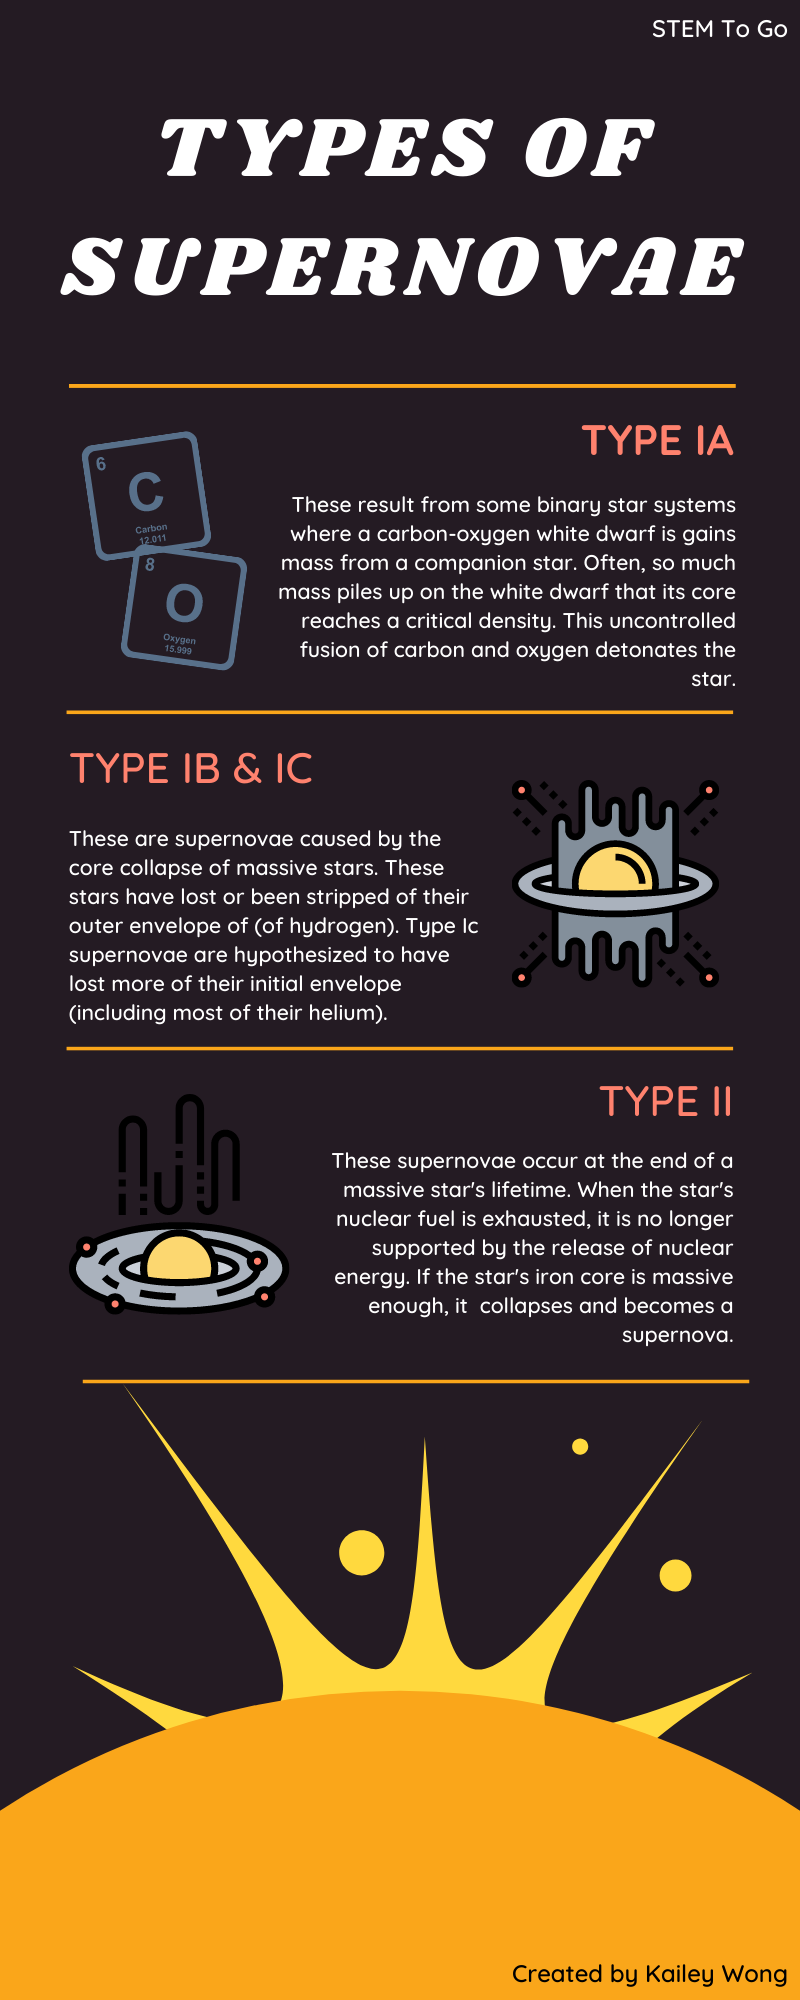 STEM To Go
TYPES OF
SUPERNOVAE
TYPE IA
6
C
Carbon
12.011
8
O
Oxygen
15.999
These result from some binary star systems
where a carbon-oxygen white dwarf is gains
mass from a companion star. Often, so much
mass piles up on the white dwarf that its core
reaches a critical density. This uncontrolled
fusion of carbon and oxygen detonates the
star.
TYPE IB & IC
These are supernovae caused by the
core collapse of massive stars. These
stars have lost or been stripped of their
outer envelope of (of hydrogen). Type Ic
supernovae are hypothesized to have
lost more of their initial envelope
(including most of their helium).
TYPE II
These supernovae occur at the end of a
massive star's lifetime. When the star's
nuclear fuel is exhausted, it is no longer
supported by the release of nuclear
energy. If the star's iron core is massive
enough, it  collapses and becomes a
supernova.
Created by Kailey Wong